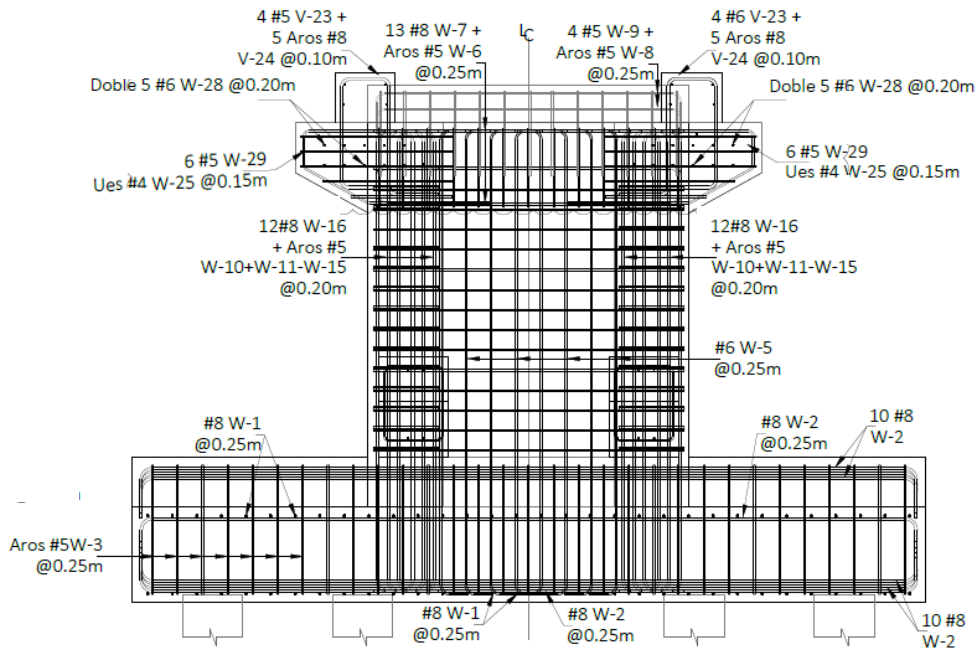 4 #5 V-23 +
5 Aros #8
V-24 @0.10m
13 #8 W-7 +
Aros #5 W-6
@0.25m
LC
4 #5 W-9 +
Aros #5 W-8
@0.25m
4 #6 V-23 +
5 Aros #8
V-24 @0.10m
Doble 5 #6 W-28 @0.20m
Doble 5 #6 W-28 @0.20m
6 #5 W-29
Ues #4 W-25 @0.15m
6 #5 W-29
Ues #4 W-25 @0.15m
12#8 W-16
+ Aros #5
W-10+W-11-W-15
@0.20m
12#8 W-16
+ Aros #5
W-10+W-11-W-15
@0.20m
#6 W-5
@0.25m
#8 W-1
@0.25m
#8 W-2
@0.25m
10 #8
W-2
Aros #5W-3
@0.25m
#8 W-1
@0.25m
#8 W-2
@0.25m
10 #8
W-2